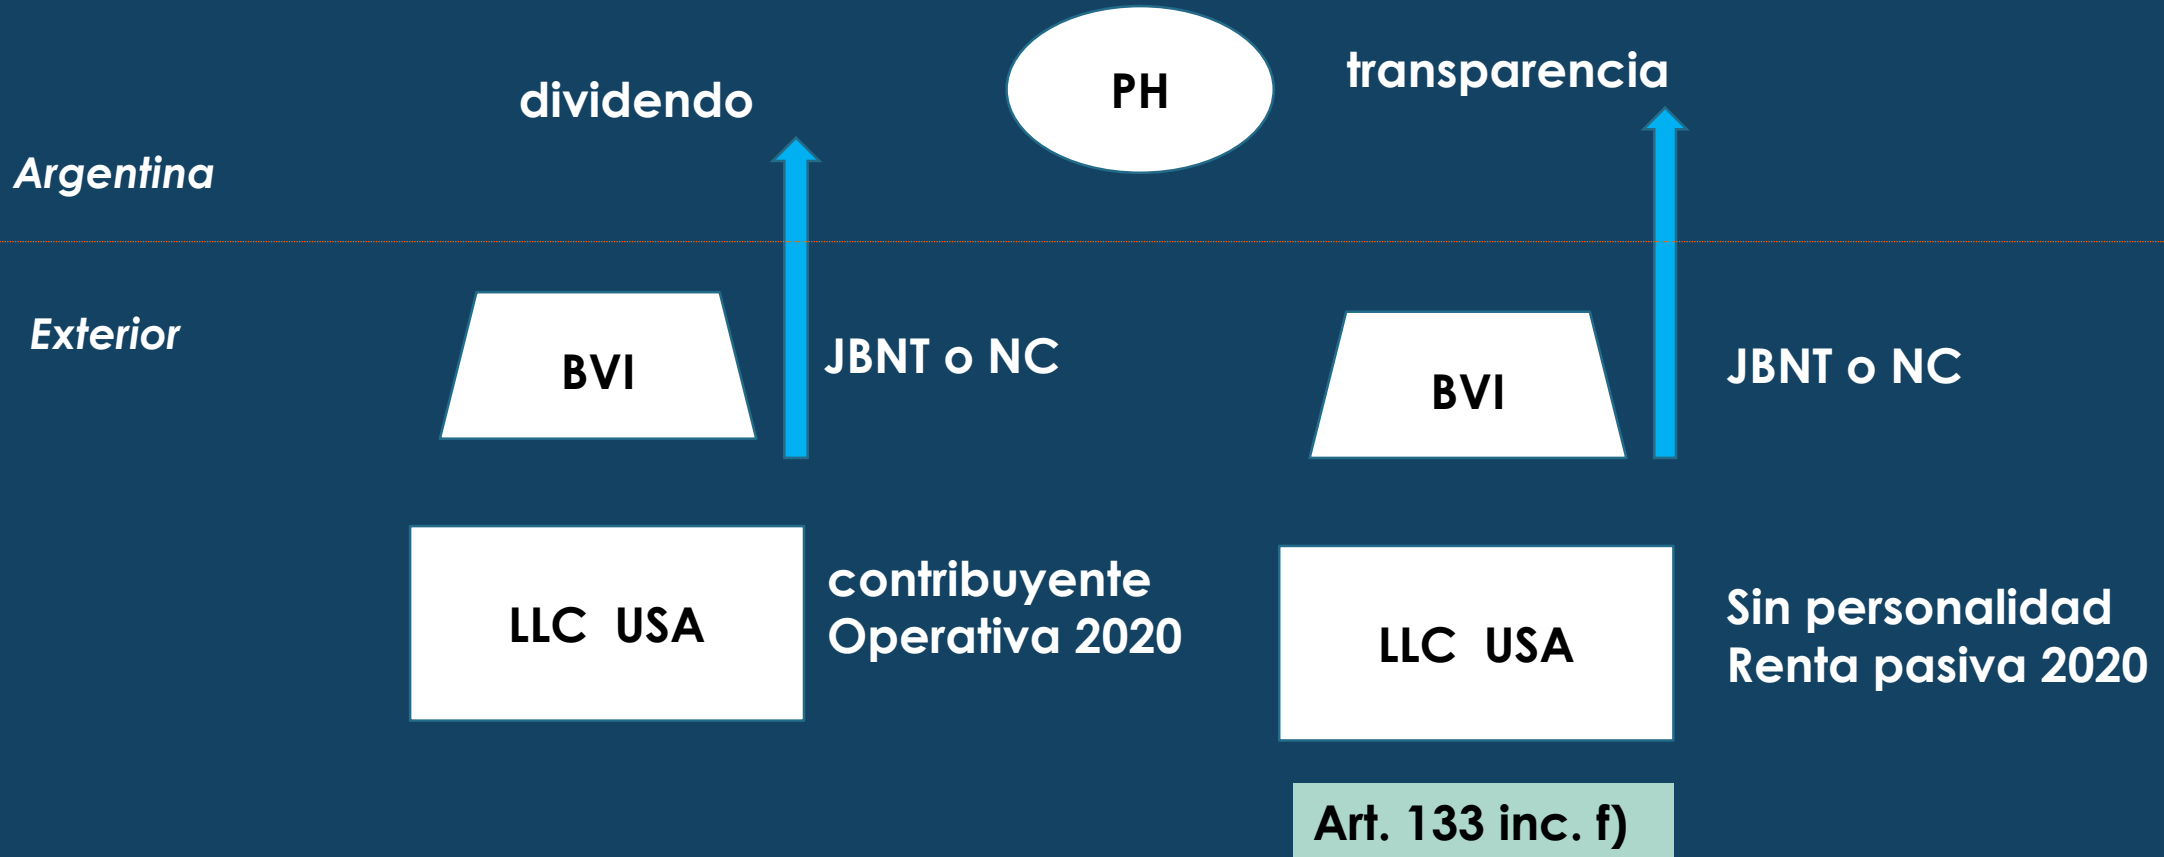 PH
transparencia
dividendo
Argentina
Exterior
BVI
JBNT o NC
BVI
JBNT o NC
LLC USA
contribuyente
Operativa 2020
LLC USA
Sin personalidad
Renta pasiva 2020
Art. 133 inc. f)